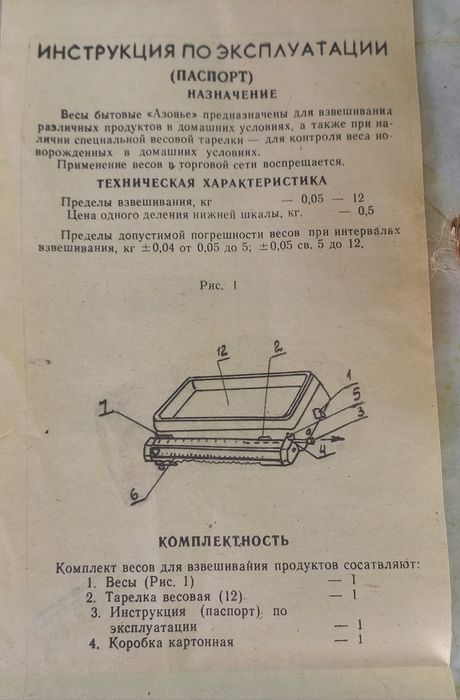 ИНСТРУКЦИЯ ПО ЭКСПЛУАТАЦИИ
(ПАСПОРТ)
НАЗНАЧЕНИЕ
Весы бытовые «Азовье» предназначены для взвешивания
различных продуктов в домашних условиях, а также при на-
личии специальной весовой тарелки — для контроля веса но-
ворожденных в домашних условиях.
Применение весов в торговой сети воспрещается.
ТЕХНИЧЕСКАЯ ХАРАКТЕРИСТИКА
Пределы взвешивания, кг — 0,05 — 12
Цена одного деления нижней шкалы, кг. — 0,5
Пределы допустимой погрешности весов при интервалах
взвешивания, кг ±0,04 от 0,05 до 5; ±0,05 св. 5 до 12.
Рис. 1
12 2 1
5
7 3
4
6
КОМПЛЕКТНОСТЬ
Комплект весов для взвешивания продуктов сосатвляют:
1. Весы (Рис. 1) — 1
2. Тарелка весовая (12) — 1
3. Инструкция (паспорт) по
эксплуатации — 1
4. Коробка картонная — 1